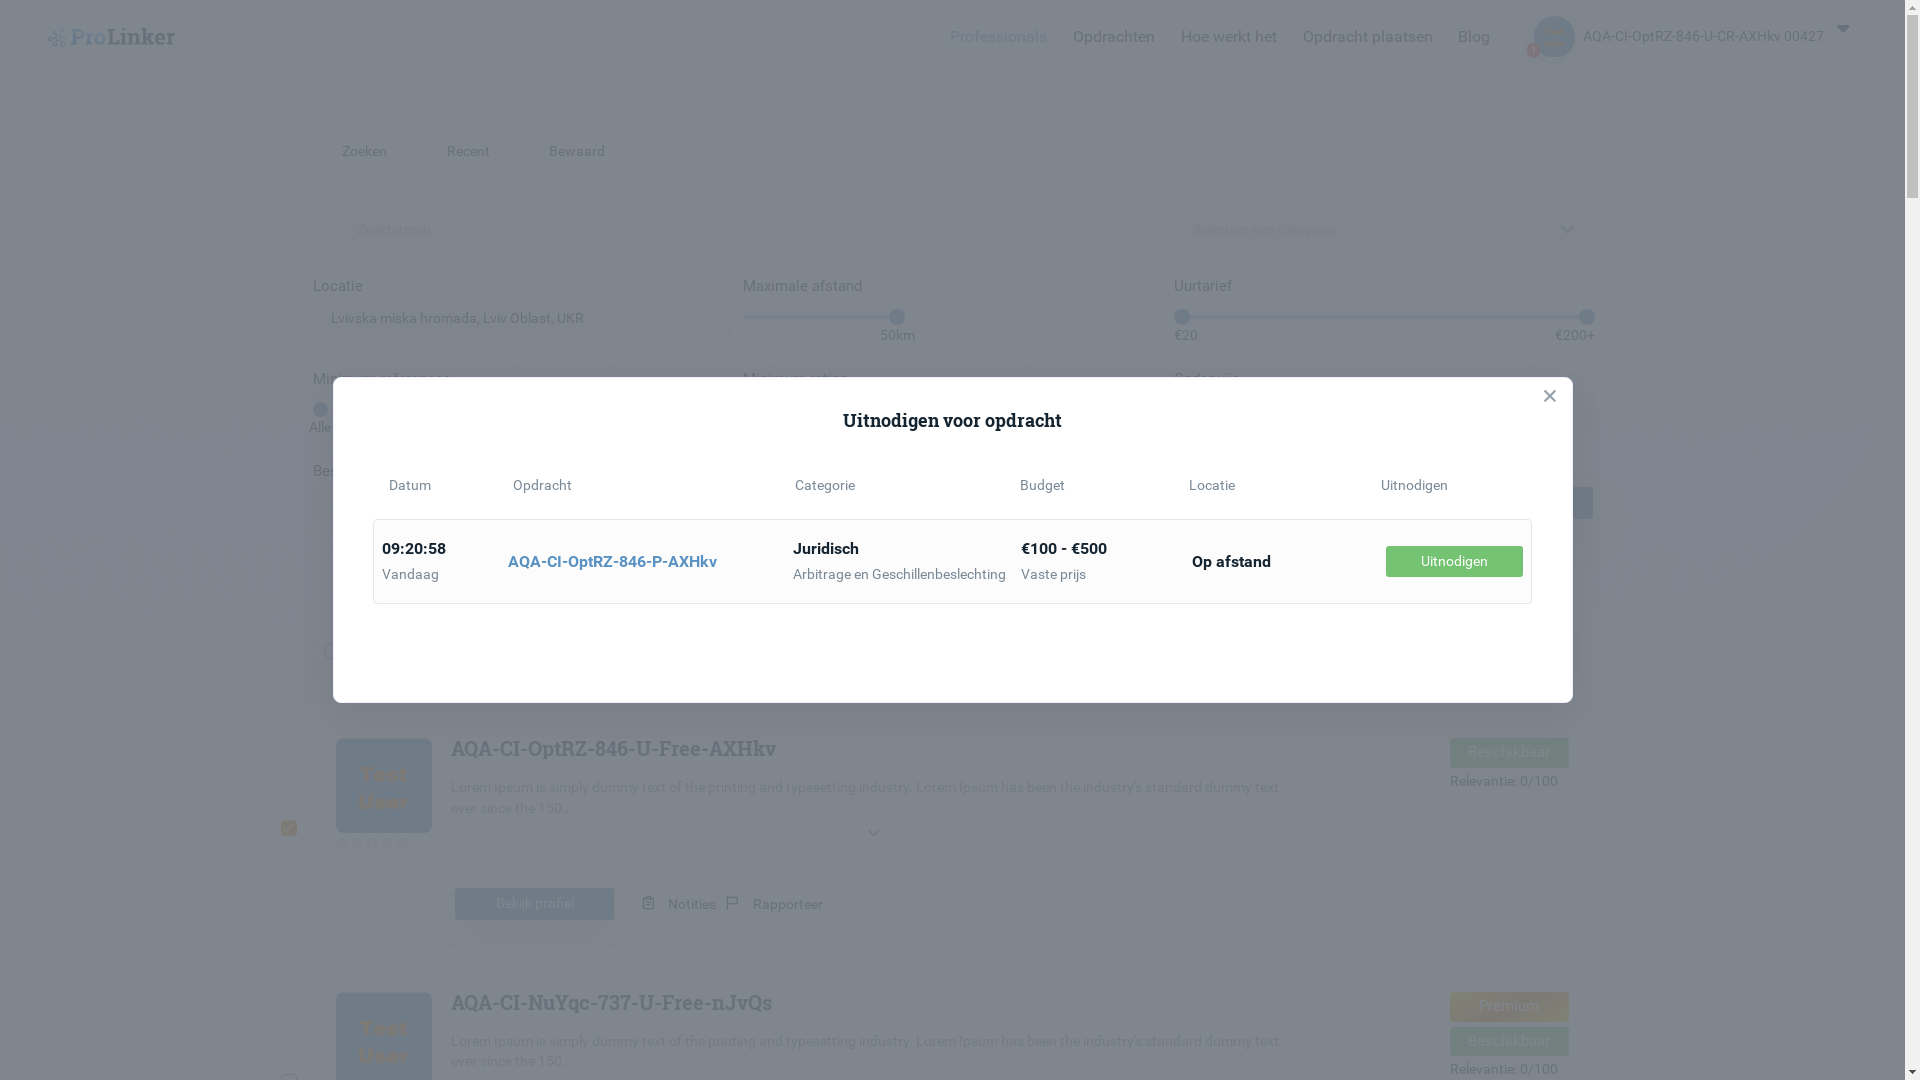 ProLinker
Professionals
Opdrachten
Hoe werkt het
Opdracht plaatsen
Blog
AQA-CI-OptRZ-846-U-CR-AXHkv 00427
Zoeken
Recent
Bewaard
Zoektermen
Selecteer een categorie
Locatie
Maximale afstand
Uurtarief
Lvivska miska hromada, Lviv Oblast, UKR
50km
€20
€200+
Alle
Uitnodigen voor opdracht
Datum
Opdracht
Categorie
Budget
Locatie
Uitnodigen
09:20:58
Vandaag
AQA-CI-OptRZ-846-P-AXHkv
Juridisch
Arbitrage en Geschillenbeslechting
€100 - €500
Vaste prijs
Op afstand
Uitnodigen
AQA-CI-OptRZ-846-U-Free-AXHkv
Lorem Ipsum is simply dummy text of the printing and typesetting industry. Lorem Ipsum has been the industry's standard dummy text
ever since the 150...
Beschikbaar
Relevantie: 0/100
Test
User
Bekijk profiel
Notities
Rapporteer
AQA-CI-NuYqc-737-U-Free-nJvQs
Lorem Ipsum is simply dummy text of the printing and typesetting industry. Lorem Ipsum has been the industry's standard dummy text
ever since the 150...
Premium
Beschikbaar
Relevantie: 0/100
Test
User